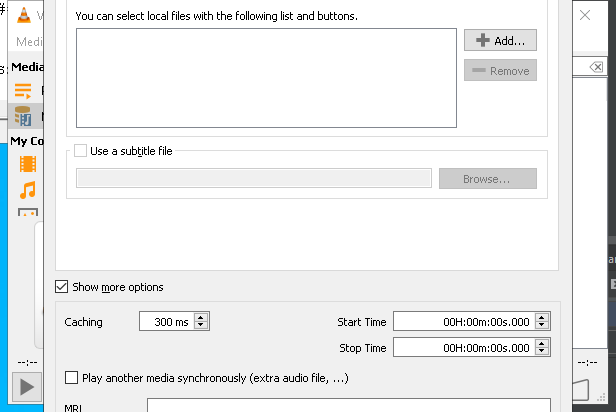 You can select local files with the following list and buttons.
Add...
Remove
Medi
Media
My Co
Use a subtitle file
Browse...
Show more options
Caching
300 ms
Start Time
00H:00m:00s.000
Stop Time
00H:00m:00s.000
--:--
--:--
Play another media synchronously (extra audio file, ...)
MRL